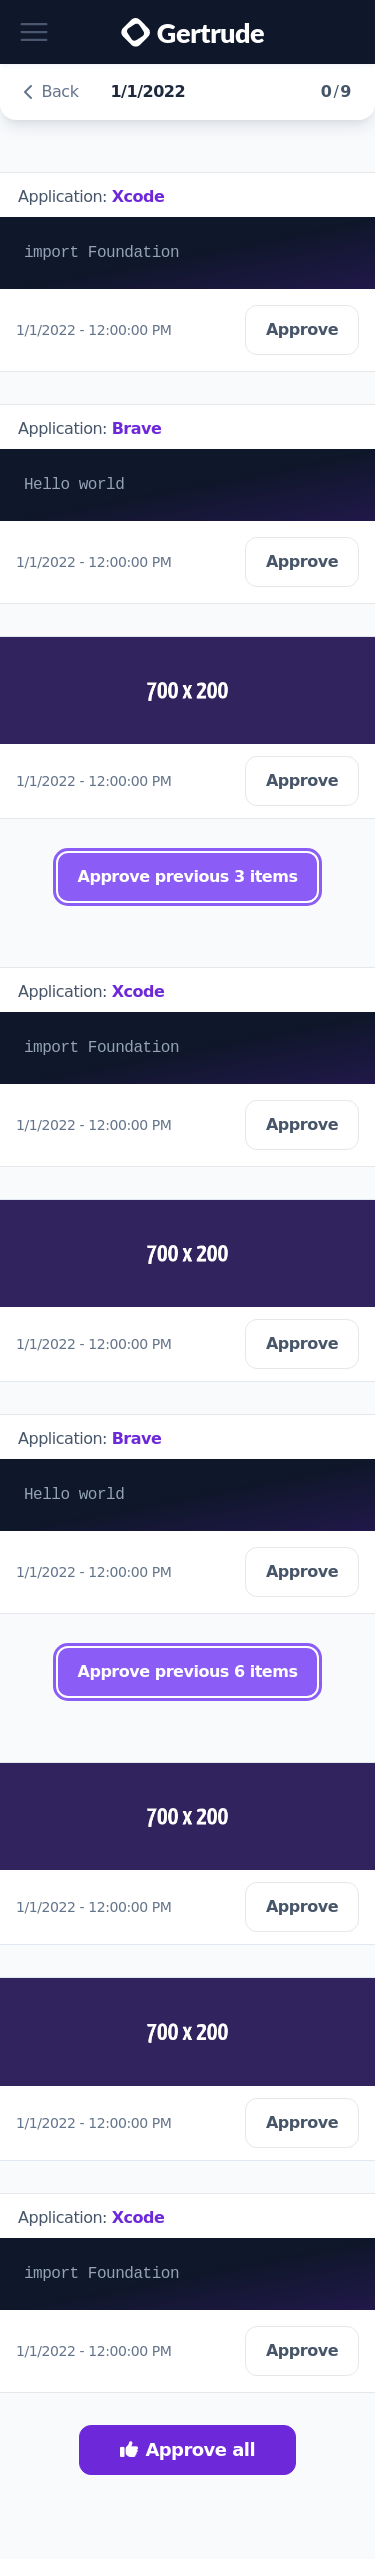 Gertrude
Back 1/1/2022 0/9
Application: Xcode
import Foundation
1/1/2022 - 12:00:00 PM Approve
Application: Brave
Hello world
1/1/2022 - 12:00:00 PM Approve
700 x 200
1/1/2022 - 12:00:00 PM Approve
Approve previous 3 items
Application: Xcode
import Foundation
1/1/2022 - 12:00:00 PM Approve
700 x 200
1/1/2022 - 12:00:00 PM Approve
Application: Brave
Hello world
1/1/2022 - 12:00:00 PM Approve
Approve previous 6 items
700 x 200
1/1/2022 - 12:00:00 PM Approve
700 x 200
1/1/2022 - 12:00:00 PM Approve
Application: Xcode
import Foundation
1/1/2022 - 12:00:00 PM Approve
Approve all